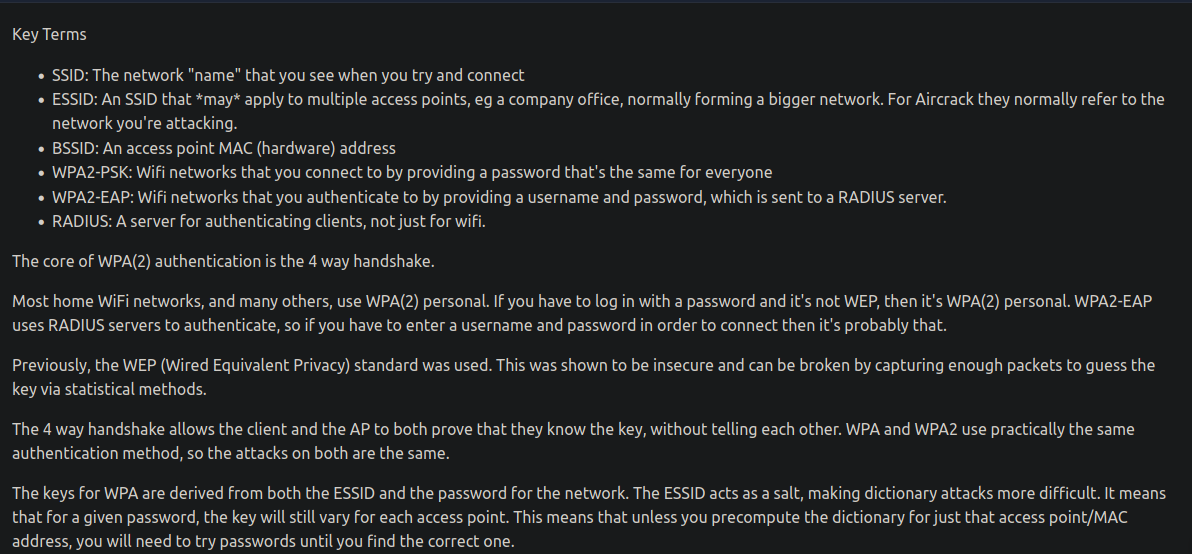 Key Terms
SSID: The network "name" that you see when you try and connect
ESSID: An SSID that *may* apply to multiple access points, eg a company office, normally forming a bigger network. For Aircrack they normally refer to the
network you're attacking.
BSSID: An access point MAC (hardware) address
WPA2-PSK: Wifi networks that you connect to by providing a password that's the same for everyone
WPA2-EAP: Wifi networks that you authenticate to by providing a username and password, which is sent to a RADIUS server.
RADIUS: A server for authenticating clients, not just for wifi.
The core of WPA(2) authentication is the 4 way handshake.
Most home WiFi networks, and many others, use WPA(2) personal. If you have to log in with a password and it's not WEP, then it's WPA(2) personal. WPA2-EAP
uses RADIUS servers to authenticate, so if you have to enter a username and password in order to connect then it's probably that.
Previously, the WEP (Wired Equivalent Privacy) standard was used. This was shown to be insecure and can be broken by capturing enough packets to guess the
key via statistical methods.
The 4 way handshake allows the client and the AP to both prove that they know the key, without telling each other. WPA and WPA2 use practically the same
authentication method, so the attacks on both are the same.
The keys for WPA are derived from both the ESSID and the password for the network. The ESSID acts as a salt, making dictionary attacks more difficult. It means
that for a given password, the key will still vary for each access point. This means that unless you precompute the dictionary for just that access point/MAC
address, you will need to try passwords until you find the correct one.